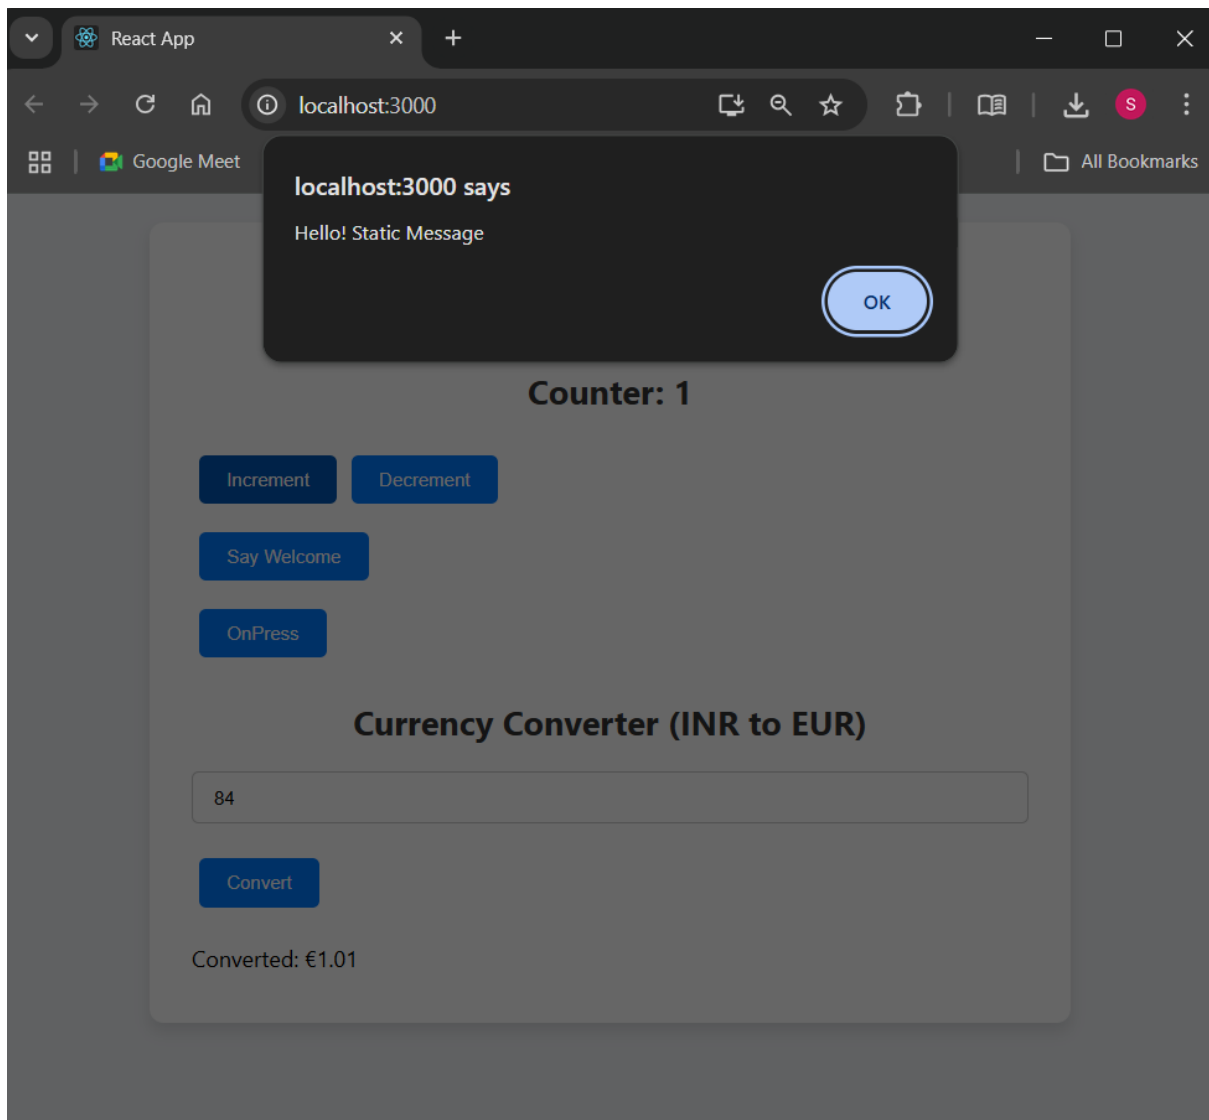 React App
localhost:3000
S
Google Meet
All Bookmarks
localhost:3000 says
Hello! Static Message
OK
Counter: 1
Increment Decrement
Say Welcome
OnPress
Currency Converter (INR to EUR)
84
Convert
Converted: €1.01